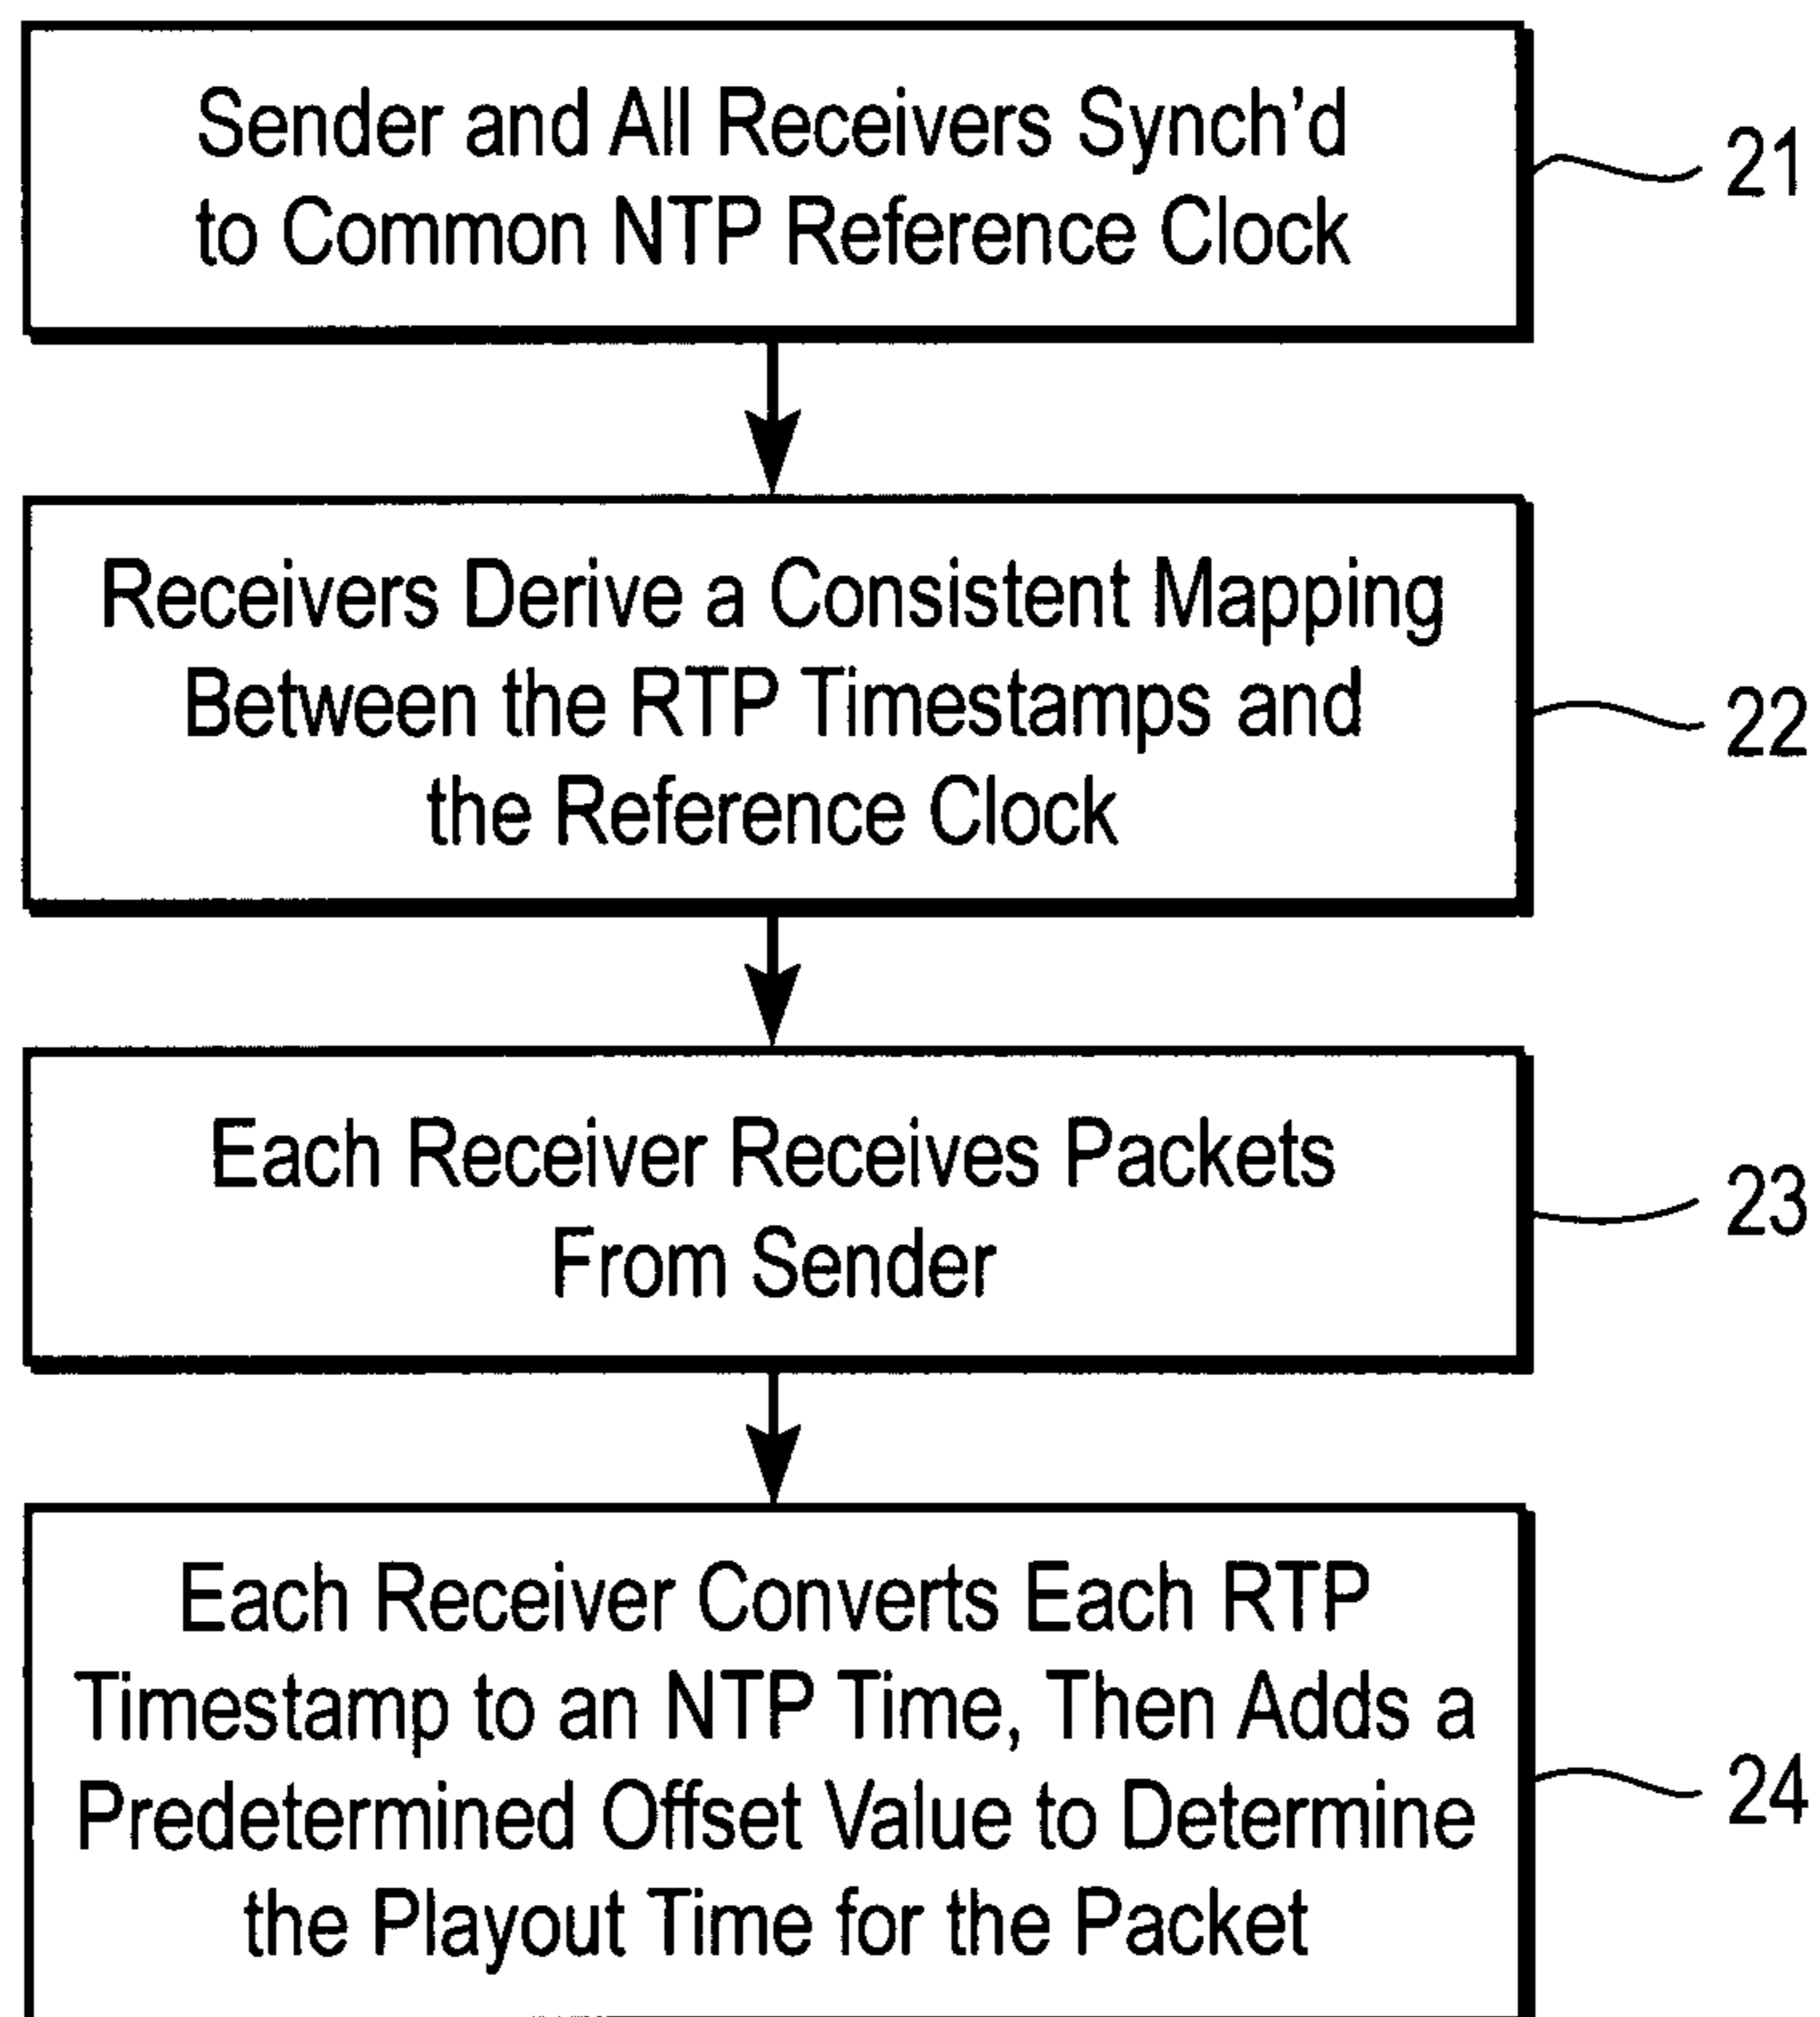 Sender and All Receivers Synch'd
to Common NTP Reference Clock
21
Receivers Derive a Consistent Mapping
Between the RTP Timestamps and
the Reference Clock
22
Each Receiver Receives Packets
From Sender
23
Each Receiver Converts Each RTP
Timestamp to an NTP Time, Then Adds a
Predetermined Offset Value to Determine
the Playout Time for the Packet
24